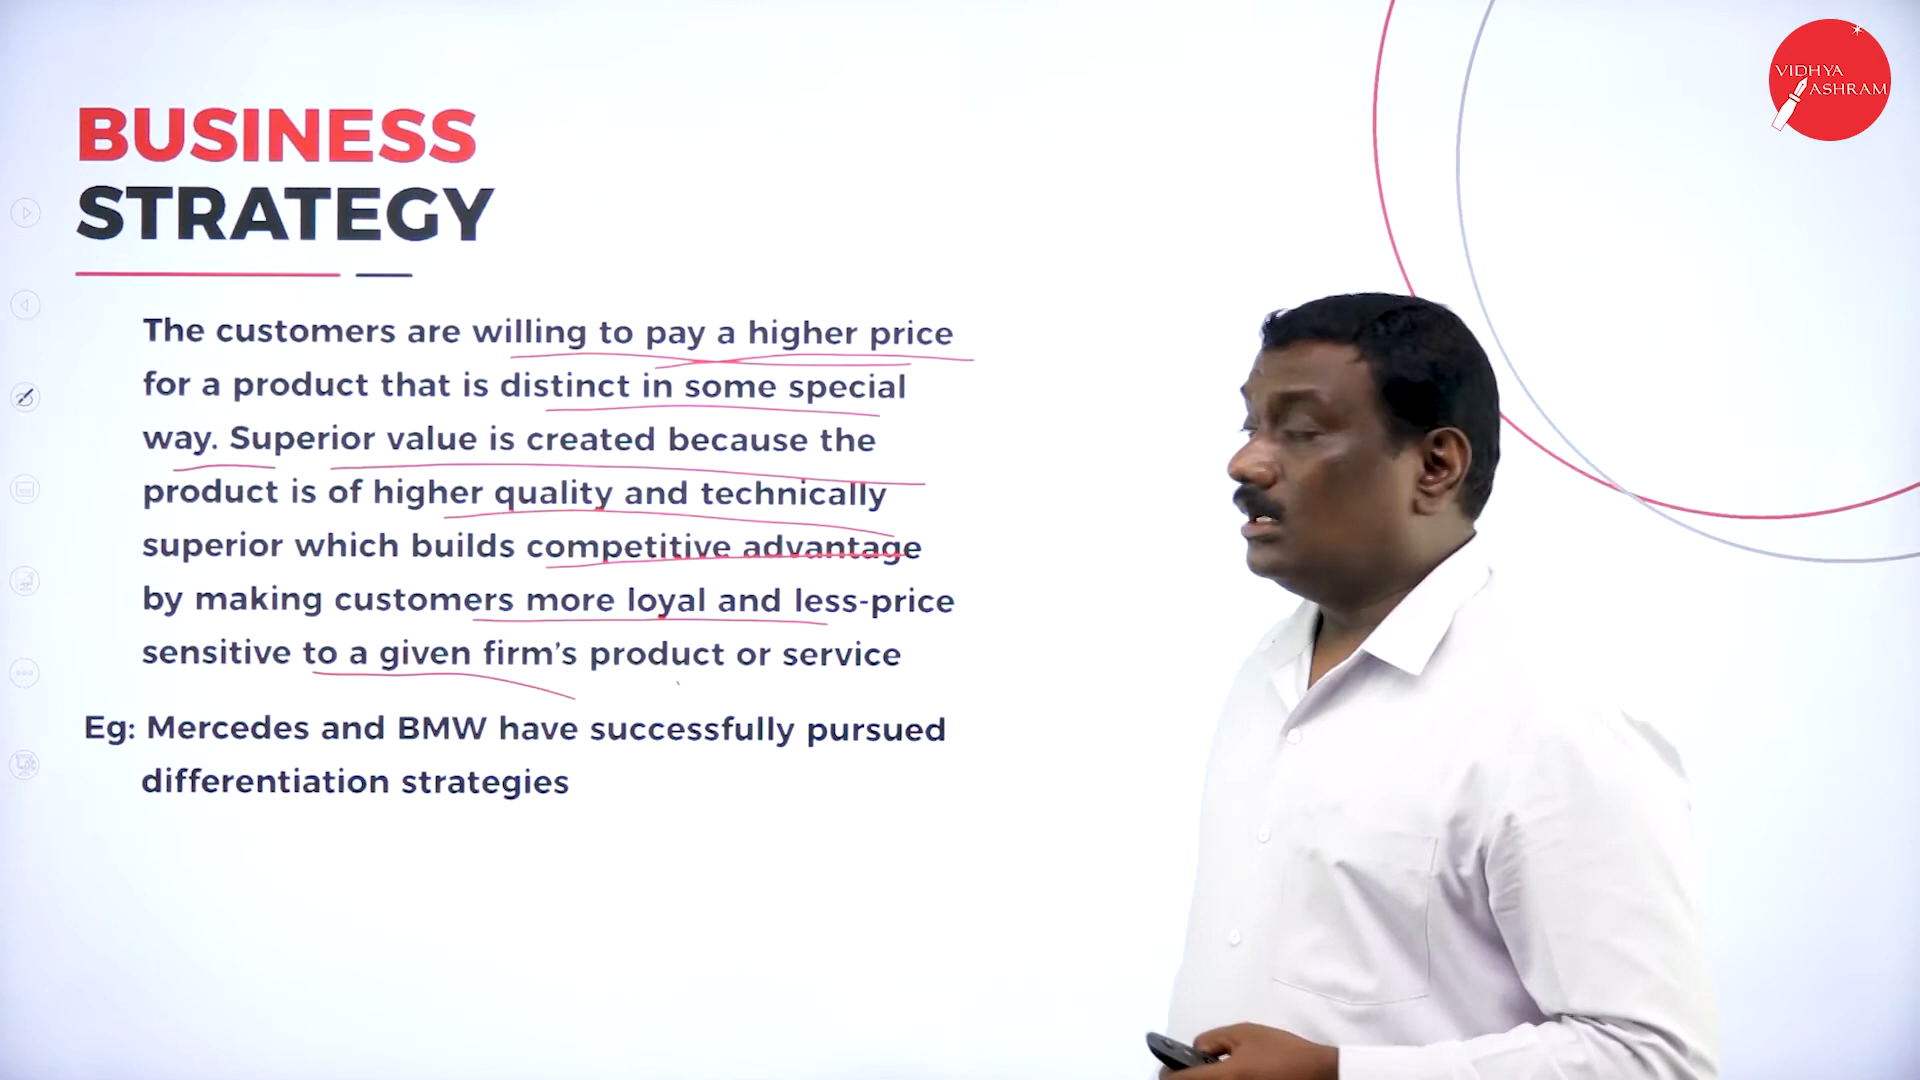 VIDHYA
ASHRAM
BUSINESS
STRATEGY
The customers are willing to pay a higher price
for a product that is distinct in some special
way. Superior value is created because the
product is of higher quality and technically
superior which builds competitive advantage
by making customers more loyal and less-price
sensitive to a given firm's product or service
Eg: Mercedes and BMW have successfully pursued
differentiation strategies